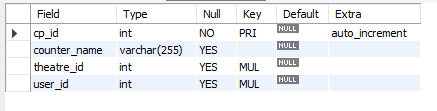 Field Type Null Key Default Extra
cp_id int NO PRI NULL auto_increment
counter_name varchar(255) YES NULL
theatre_id int YES MUL NULL
user_id int YES MUL NULL